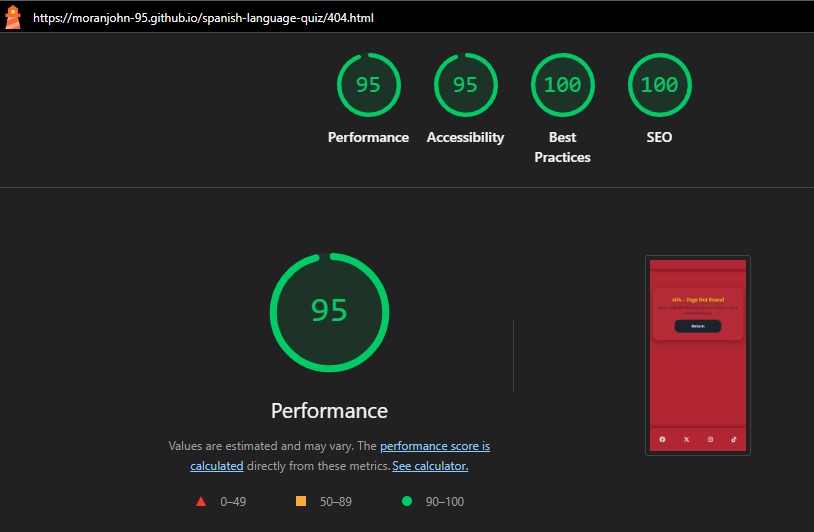 https://moranjohn-95.github.io/spanish-language-quiz/404.html
95
95
100
100
Performance
Accessibility
Best
Practices
SEO
95
Performance
Values are estimated and may vary. The performance score is
calculated directly from these metrics. See calculator.
0–49
50–89
90–100
404 - Page Not Found
Return